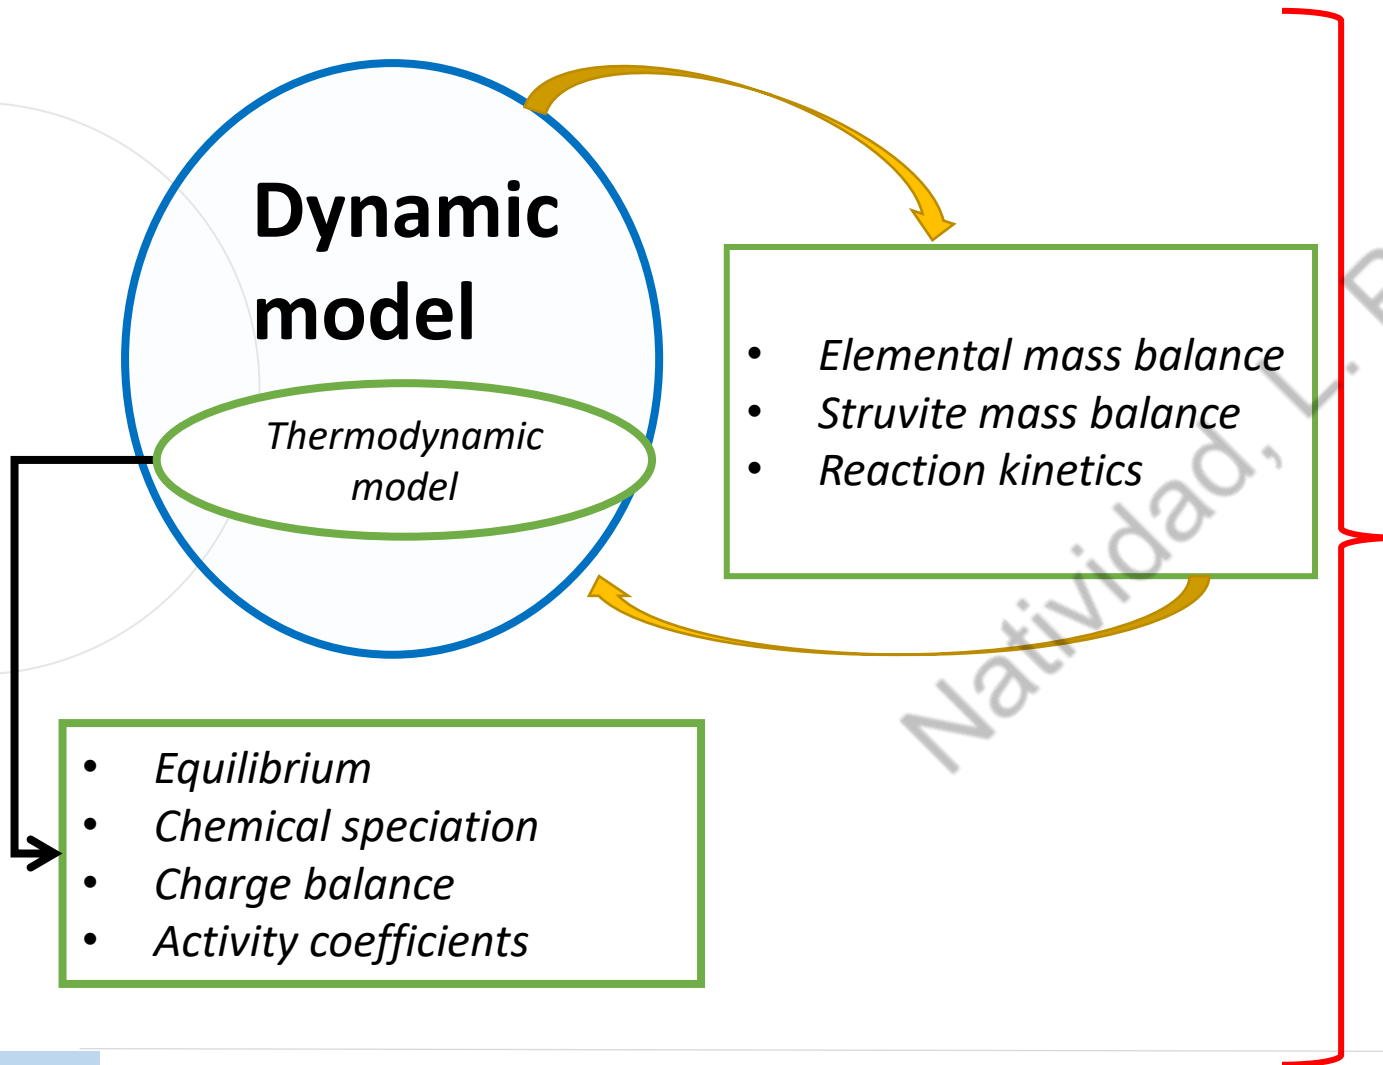 Dynamic
model
Thermodynamic
model
• Elemental mass balance
• Struvite mass balance
• Reaction kinetics
• Equilibrium
• Chemical speciation
• Charge balance
• Activity coefficients
Natividad, L.